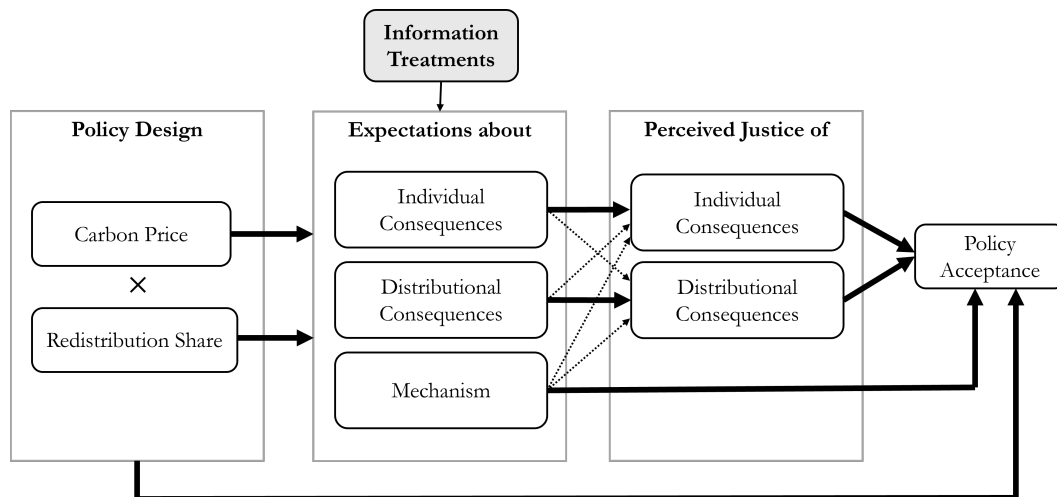 Information
Treatments
Policy Design
Carbon Price
×
Redistribution Share
Expectations about
Individual
Consequences
Distributional
Consequences
Mechanism
Perceived Justice of
Individual
Consequences
Distributional
Consequences
Policy
Acceptance